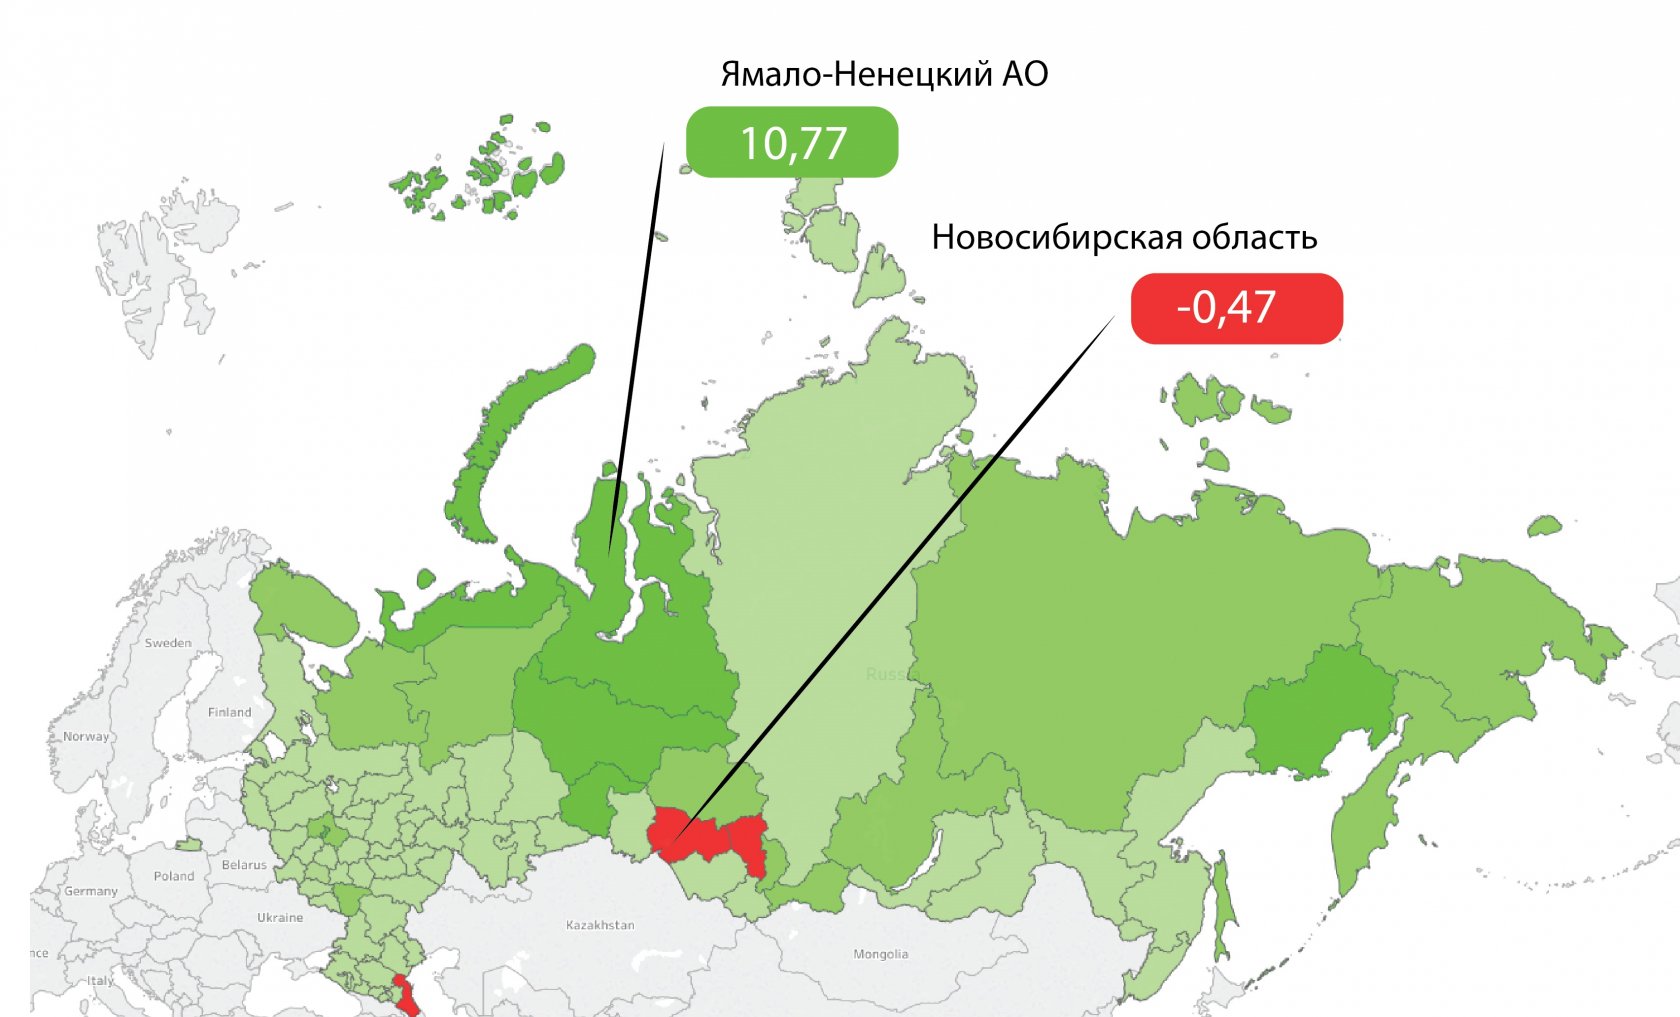 Ямало-Ненецкий АО
10,77
Новосибирская область
-0,47
Sweden
Russia
Finland
Norway
Belarus
Poland
Germany
Ukraine
Kazakhstan
Mongolia
nce
Italy